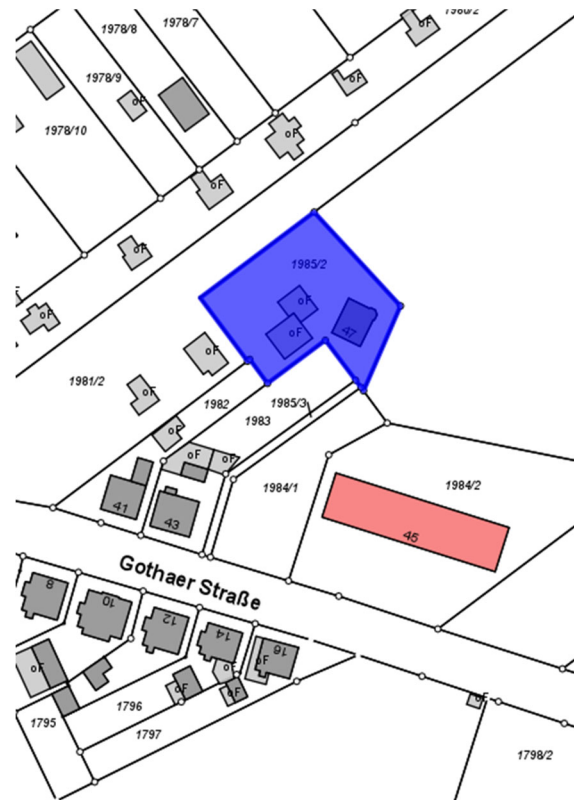 1978/8
1978/7
1980/2
1978/9
oF
1978/10
oF
oF
oF
oF
oF
1985/2
oF
oF
oF
47
oF
1981/2
oF
1982
1985/3
1983
oF
oF
oF
1984/1
1984/2
41
43
45
Gothaer Straße
8
10
12
14
16
oF
oF
oF
oF
oF
oF
1795
1796
1797
1798/2